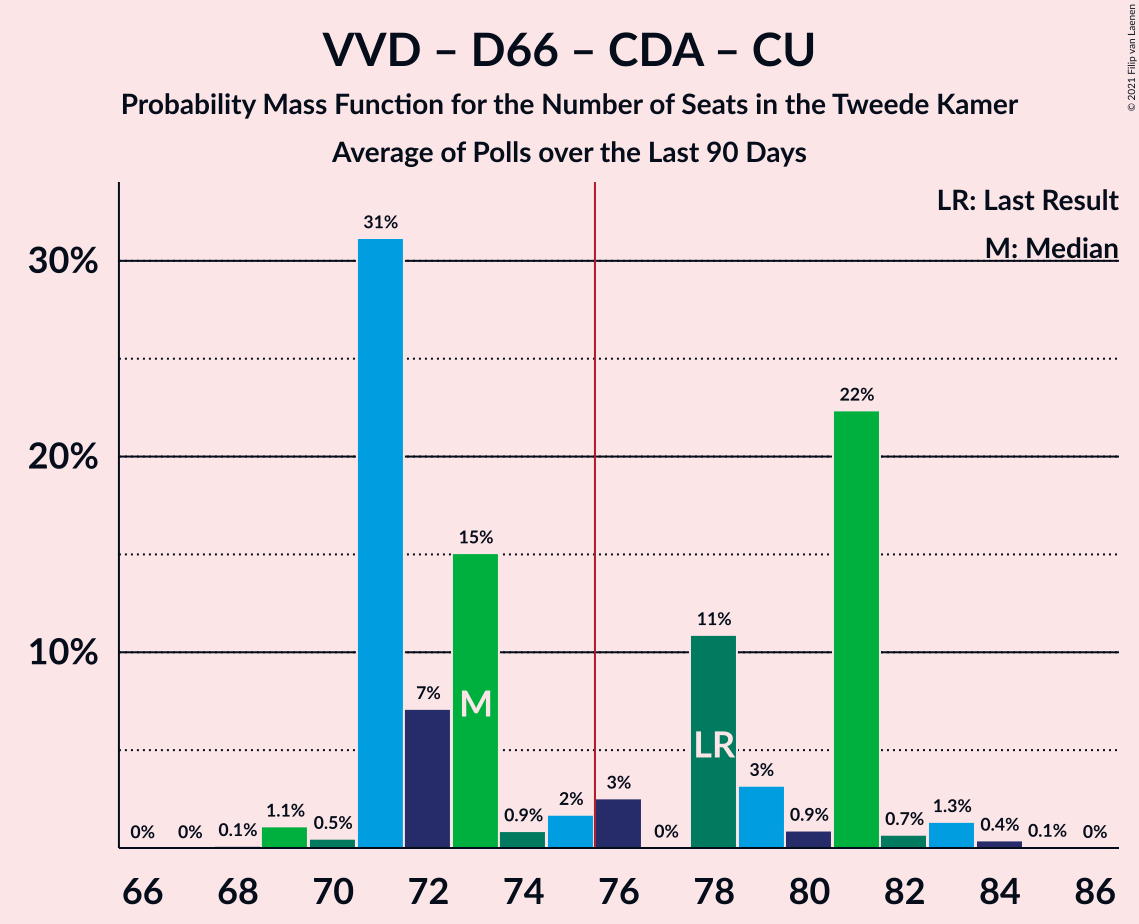 VVD – D66 – CDA – CU
Probability Mass Function for the Number of Seats in the Tweede Kamer
Average of Polls over the Last 90 Days
© 2021 Filip van Laenen
LR: Last Result
M: Median
30%
20%
10%
0%
0%
0.1%
1.1%
0.5%
31%
7%
15%
0.9%
2%
3%
0%
11%
3%
0.9%
22%
0.7%
1.3%
0.4%
0.1%
0%
M
LR
66 68 70 72 74 76 78 80 82 84 86